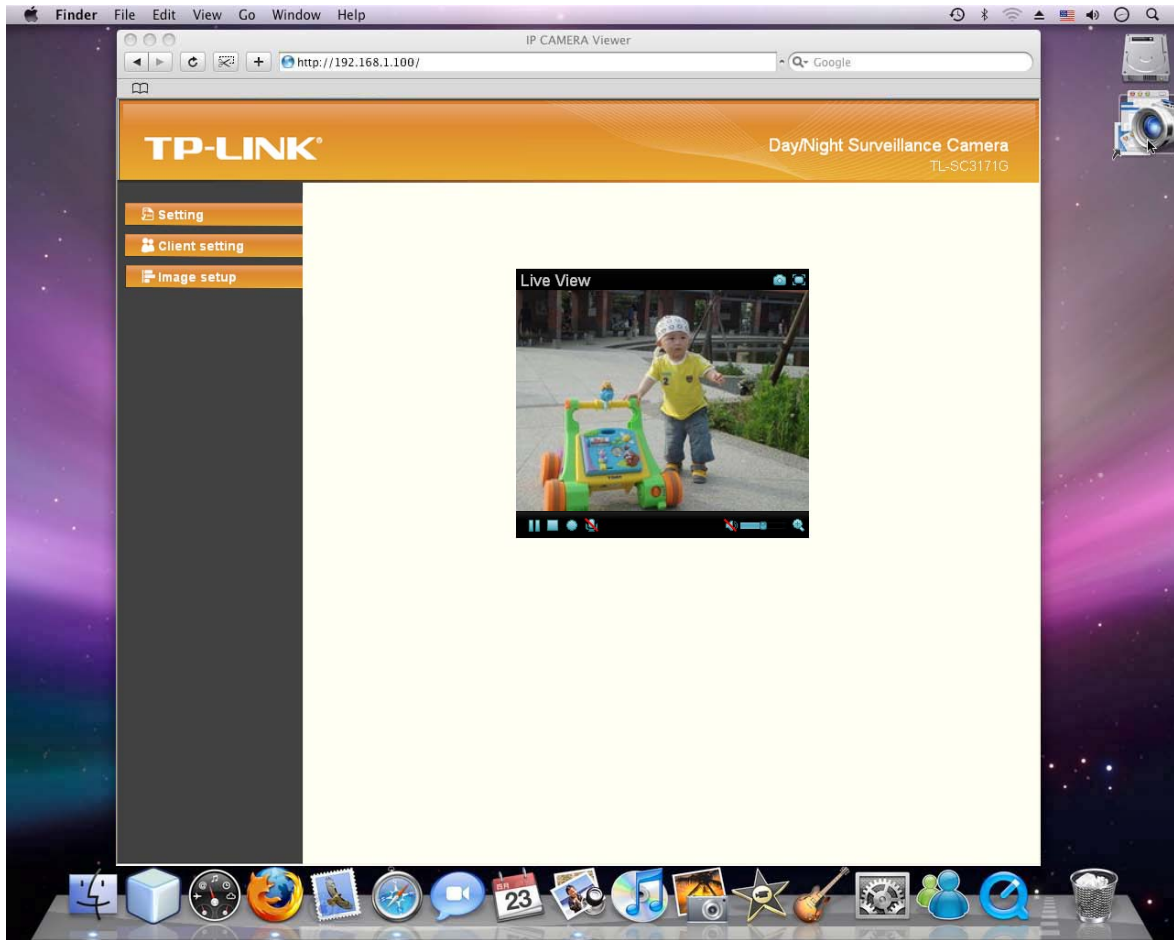 Finder File Edit View Go Window Help
IP CAMERA Viewer
http://192.168.1.100/
Google
TP-LINK®
Day/Night Surveillance Camera
TL-SC3171G
Setting
Client setting
Image setup
Live View
2
23